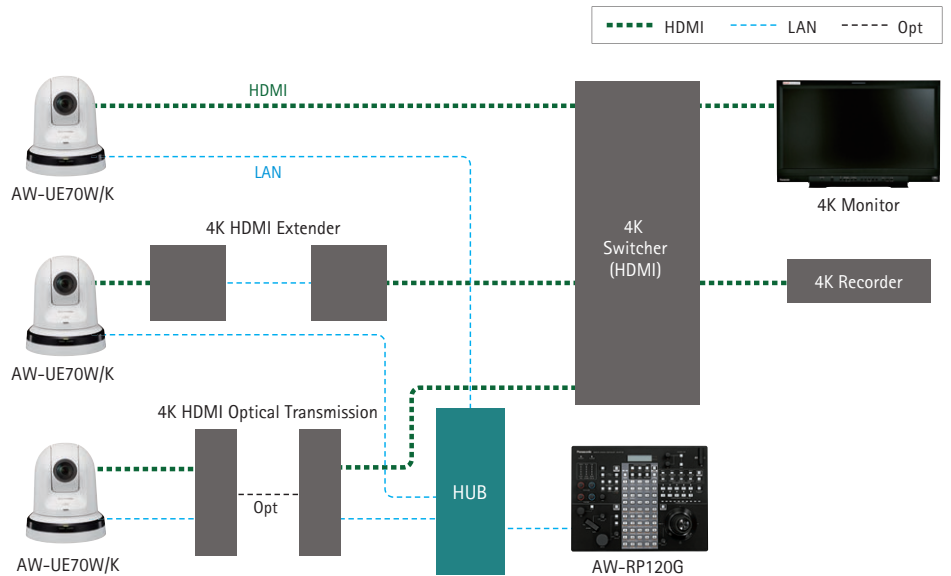 HDMI
LAN
Opt
HDMI
LAN
AW-UE70W/K
4K Monitor
4K HDMI Extender
4K
Switcher
(HDMI)
4K Recorder
AW-UE70W/K
4K HDMI Optical Transmission
Opt
HUB
AW-UE70W/K
AW-RP120G